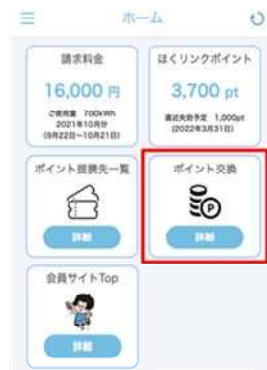 ホーム
請求料金
16,000 円
ご使用量 700kWh
2021年10月分
(9月22日~10月21日)
ほくリンクポイント
3,700 pt
直近失効予定 1,000pt
(2022年3月31日)
ポイント提携先一覧
詳細
ポイント交換
P
詳細
会員サイトTop
詳細